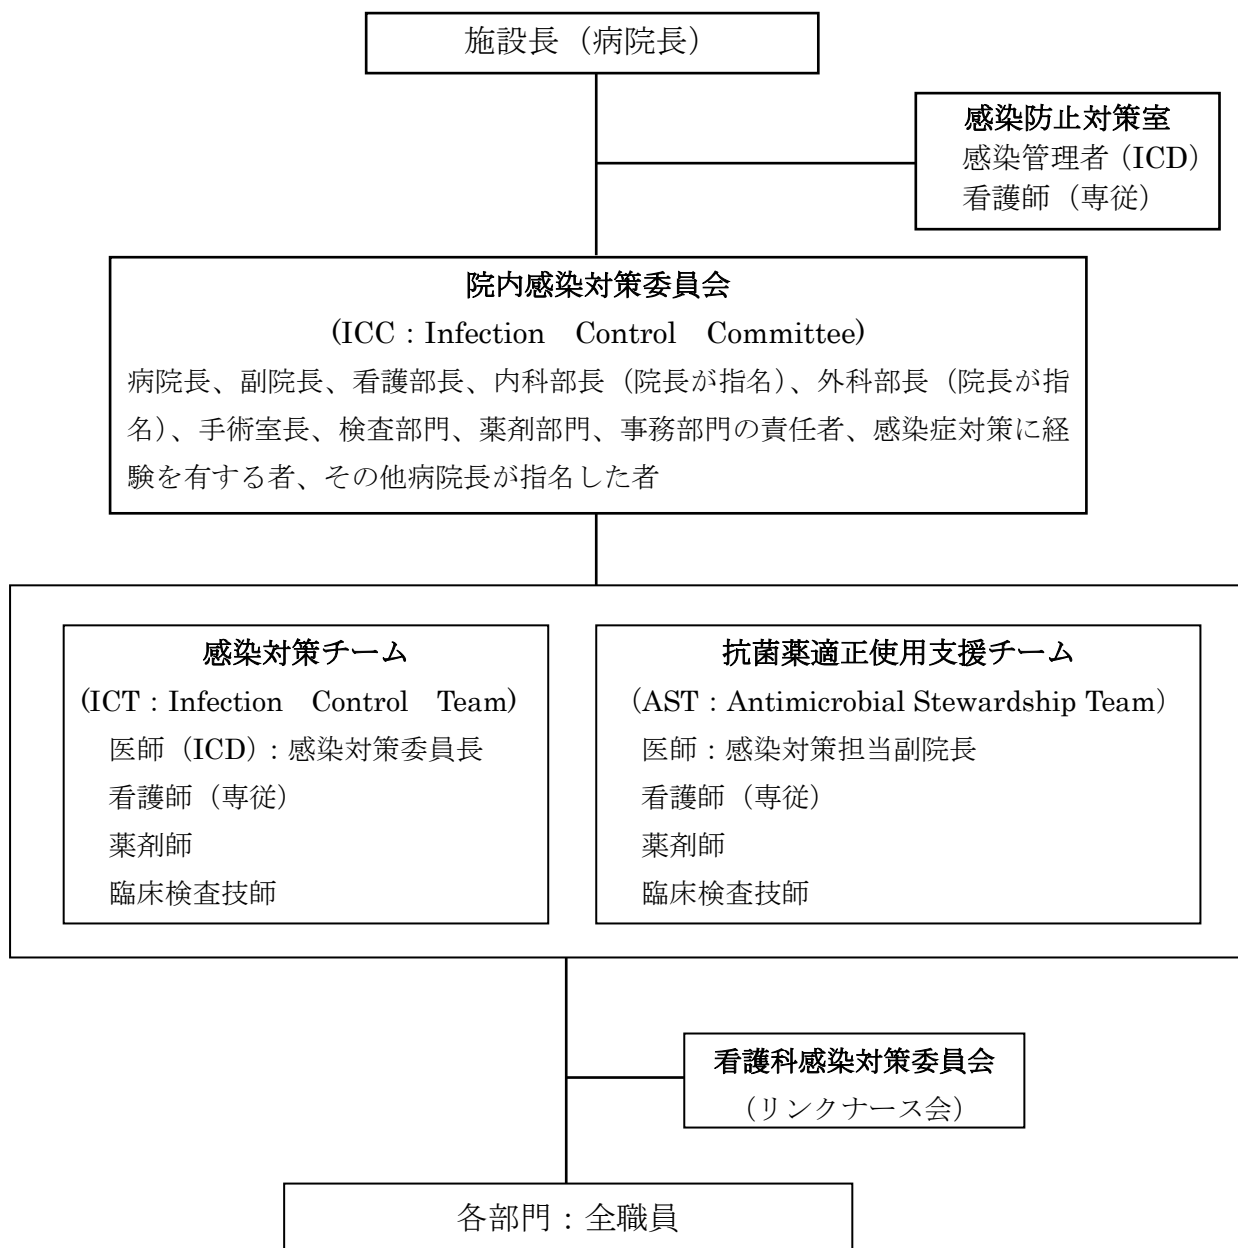 施設長（病院長）
感染防止対策室
感染管理者（ICD）
看護師（専従）
院内感染対策委員会
(ICC：Infection　Control　Committee)
病院長、副院長、看護部長、内科部長（院長が指名）、外科部長（院長が指
名）、手術室長、検査部門、薬剤部門、事務部門の責任者、感染症対策に経
験を有する者、その他病院長が指名した者
感染対策チーム
(ICT：Infection　Control　Team)
医師（ICD）：感染対策委員長
看護師（専従）
薬剤師
臨床検査技師
抗菌薬適正使用支援チーム
（AST：Antimicrobial Stewardship Team）
医師：感染対策担当副院長
看護師（専従）
薬剤師
臨床検査技師
看護科感染対策委員会
（リンクナース会）
各部門：全職員